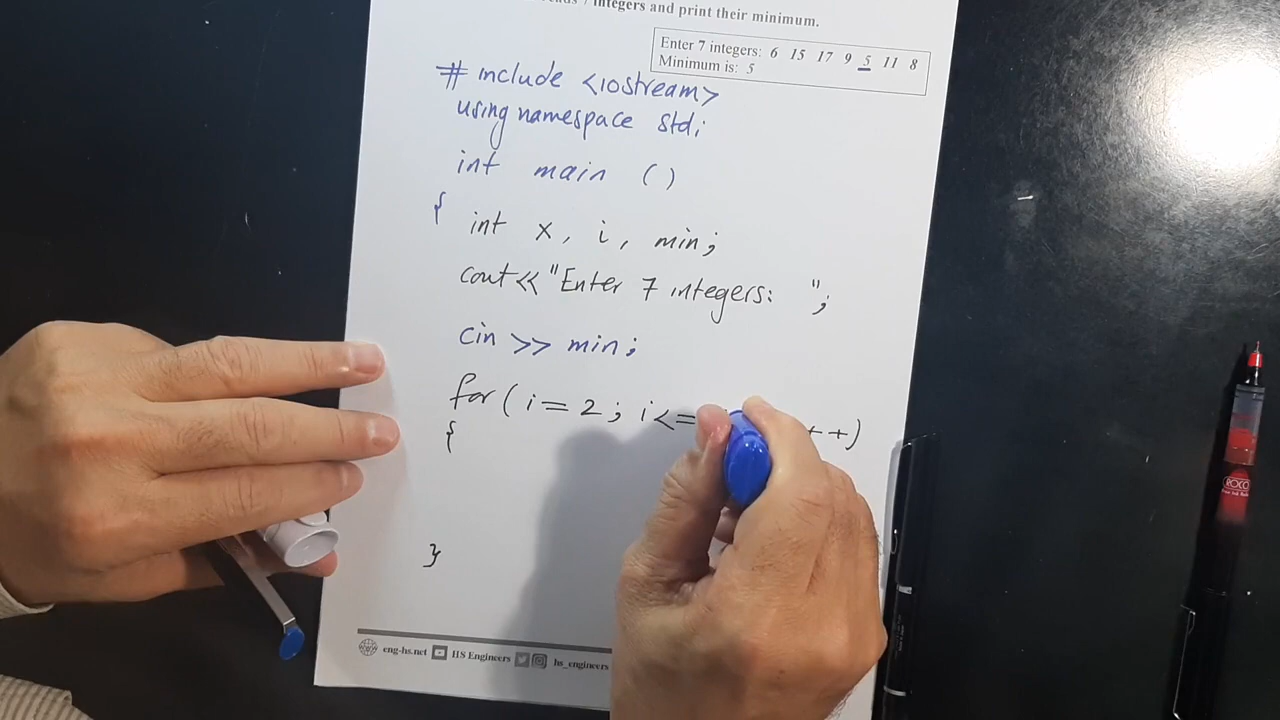 integers and print their minimum.
Enter 7 integers: 6 15 17 9 5 11 8
Minimum is: 5
# include <iostream>
using namespace std;
int main ()
{
int x, i, min;
cout<<"Enter 7 integers: ";
cin >> min;
for( i = 2 ; i<= ++)
{
}
eng-hs.net HS Engineers hs_engineers
ROCO